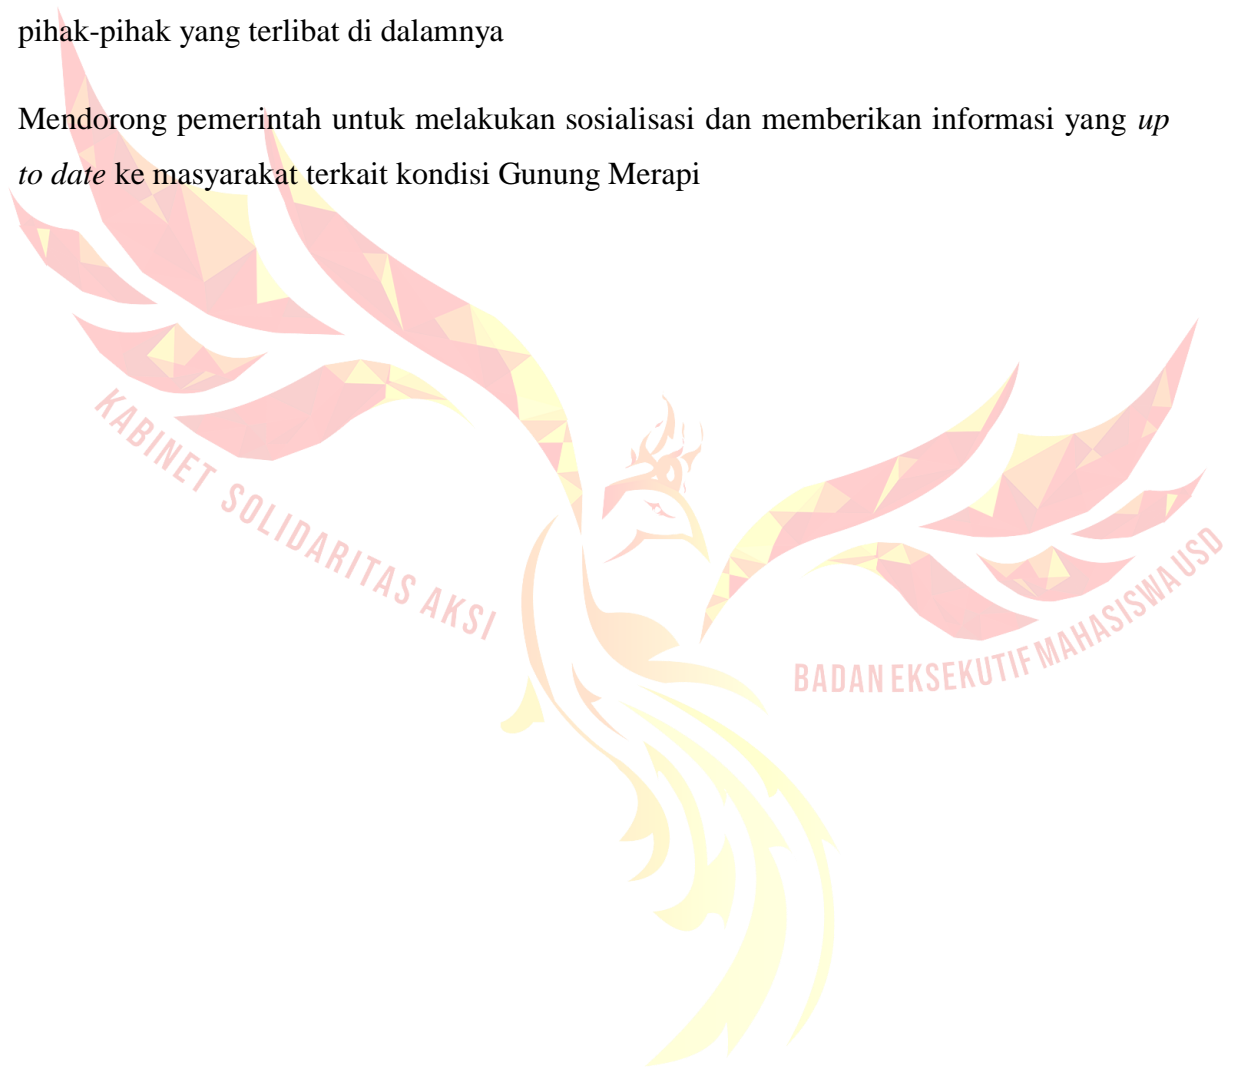 pihak-pihak yang terlibat di dalamnya
Mendorong pemerintah untuk melakukan sosialisasi dan memberikan informasi yang up
to date ke masyarakat terkait kondisi Gunung Merapi
KABINET SOLIDARITAS AKSI
BADAN EKSEKUTIF MAHASISWA USD